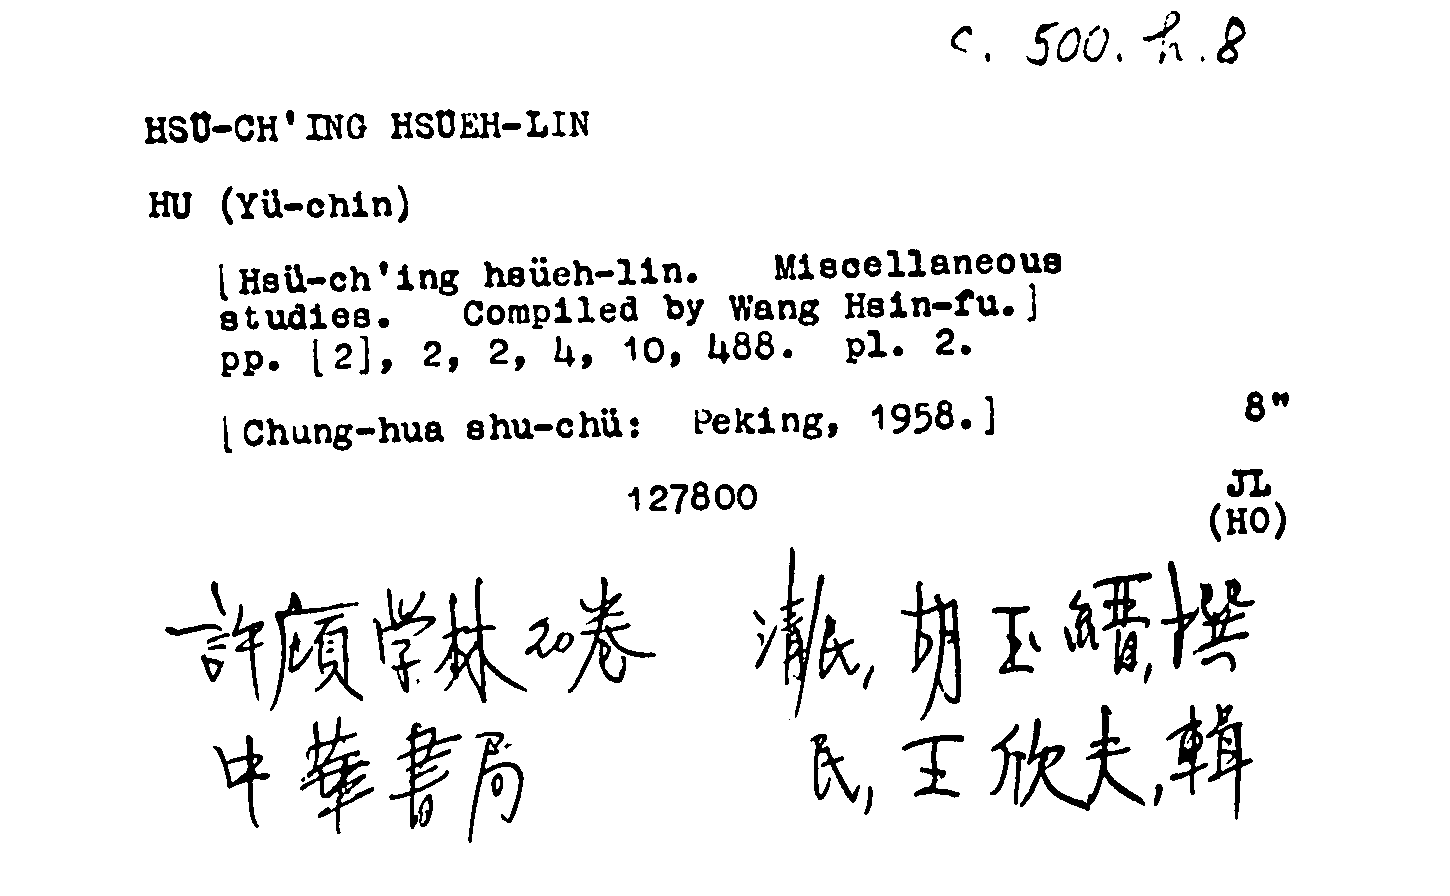 c. 500. h. 8
HSÜ-CH'ING HSÜEH-LIN
HU (Yü-chin)
[Hsü-ch'ing hsüeh-lin. Miscellaneous
studies. Compiled by Wang Hsin-fu.]
pp. [2], 2, 2, 4, 10, 488. pl. 2.
[Chung-hua shu-chü: Peking, 1958.] 8"
127800 JL
(HO)
許廎学林20卷 清/民, 胡玉縉, 撰
中華書局 民, 王欣夫, 輯